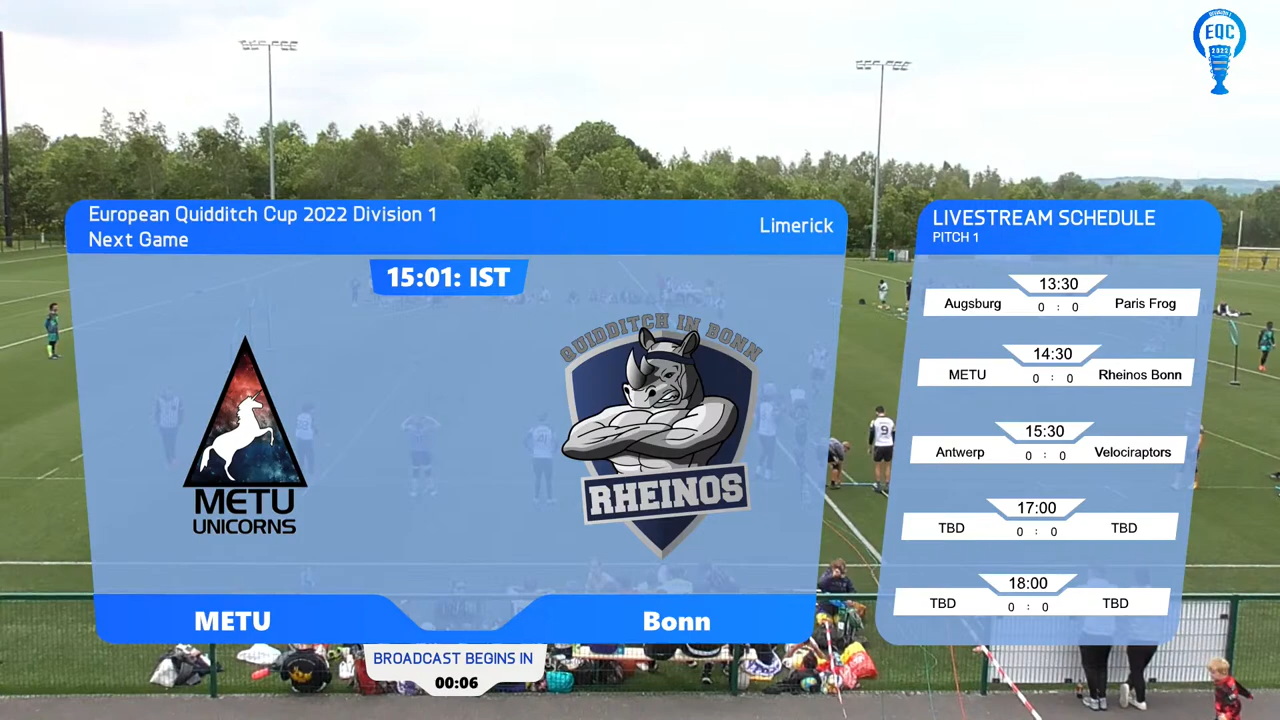 DIVISION 1
EQC
2022
European Quidditch Cup 2022 Division 1
Next Game
Limerick
15:01: IST
METU
UNICORNS
QUIDDITCH IN BONN
RHEINOS
METU
Bonn
BROADCAST BEGINS IN
00:06
LIVESTREAM SCHEDULE
PITCH 1
13:30
Augsburg 0 : 0 Paris Frog
14:30
METU 0 : 0 Rheinos Bonn
15:30
Antwerp 0 : 0 Velociraptors
17:00
TBD 0 : 0 TBD
18:00
TBD 0 : 0 TBD
9